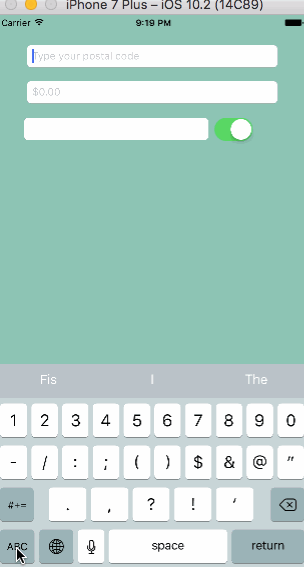 iPhone 7 Plus – iOS 10.2 (14C89)
Carrier 9:19 PM
Type your postal code
$0.00
Fis I The
1 2 3 4 5 6 7 8 9 0
- / : ; ( ) $ & @ ”
#+= . , ? ! ‘
ABC space return